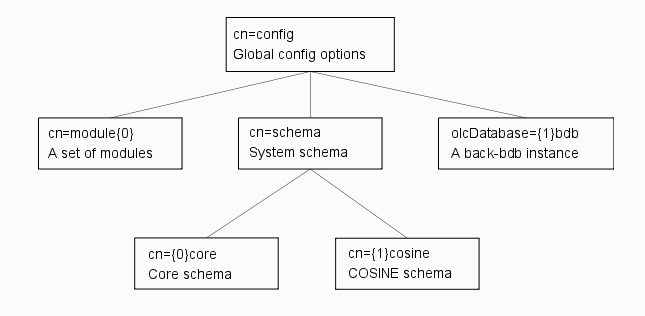 cn=config
Global config options
cn=module{0}
A set of modules
cn=schema
System schema
olcDatabase={1}bdb
A back-bdb instance
cn={0}core
Core schema
cn={1}cosine
COSINE schema